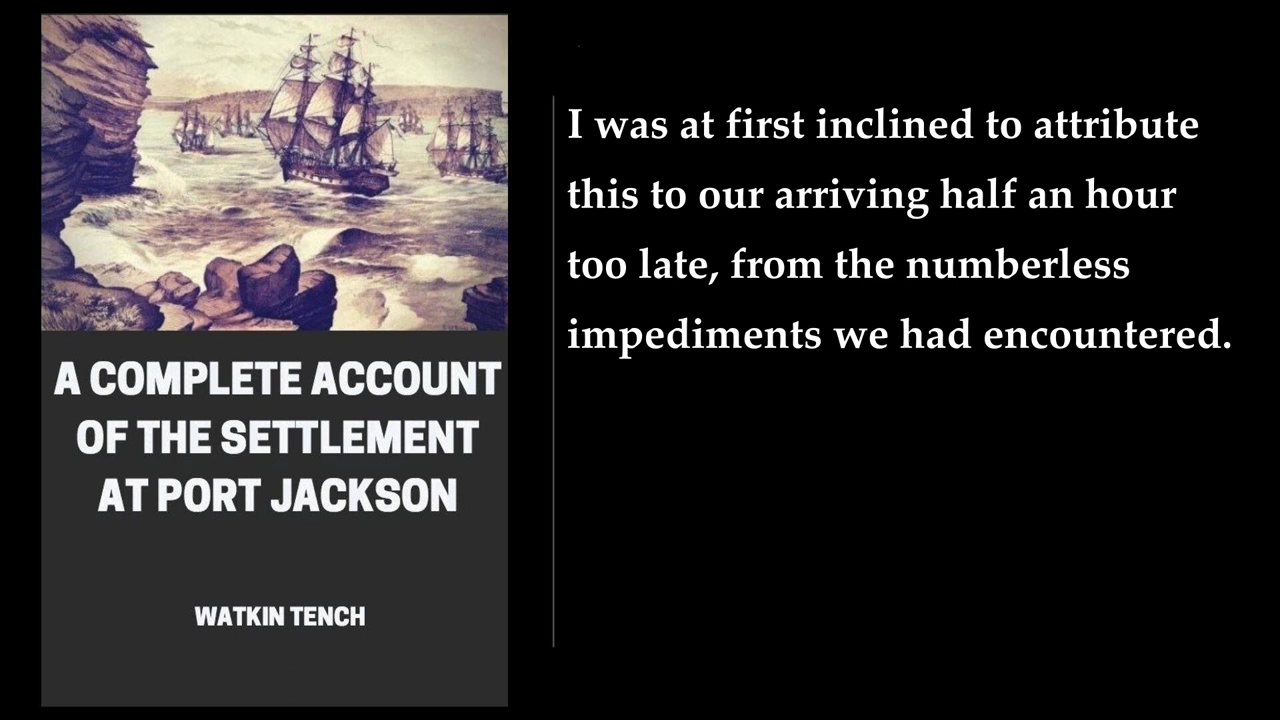 A COMPLETE ACCOUNT
OF THE SETTLEMENT
AT PORT JACKSON
WATKIN TENCH
I was at first inclined to attribute
this to our arriving half an hour
too late, from the numberless
impediments we had encountered.